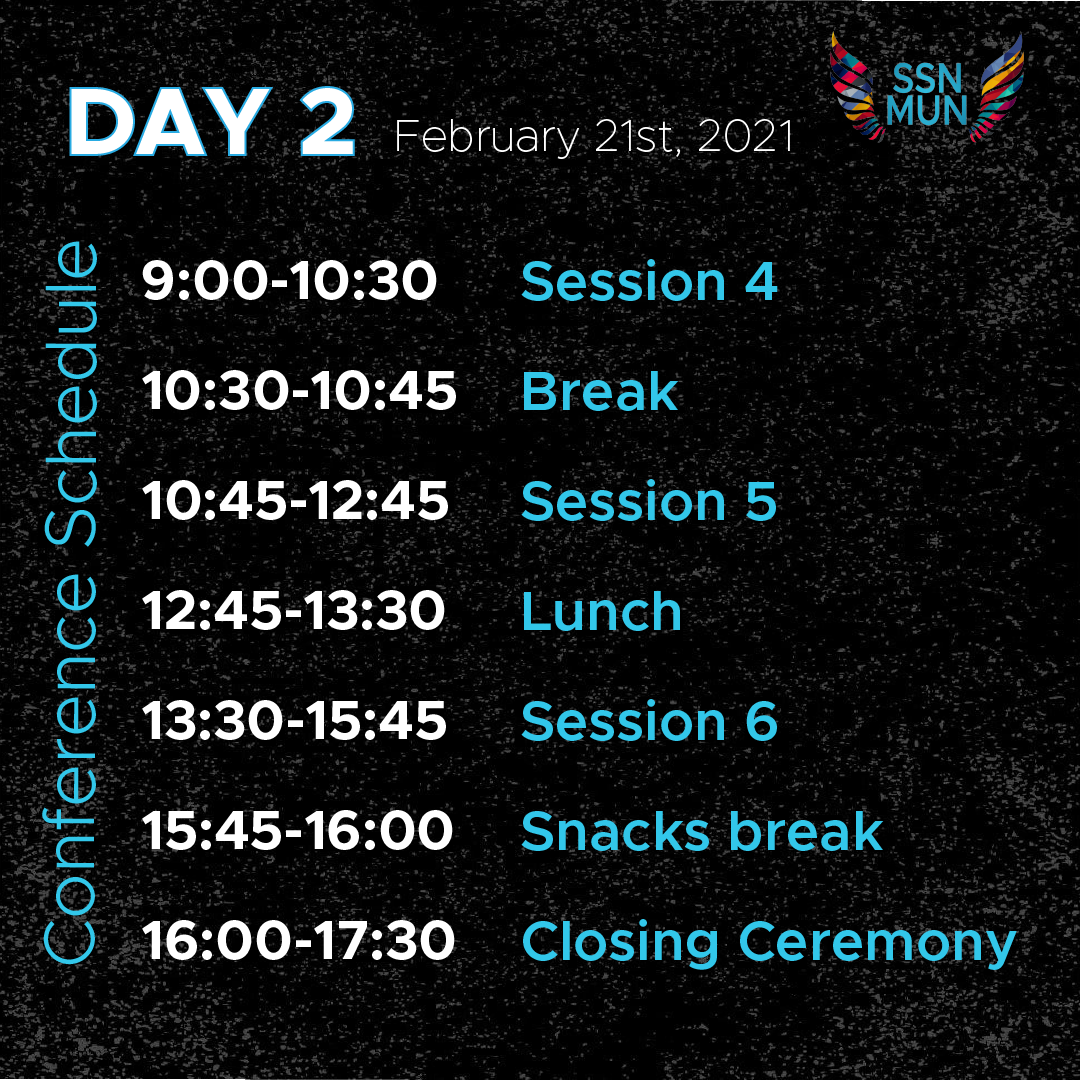 DAY 2 February 21st, 2021
SSN
MUN
Conference Schedule
9:00-10:30 Session 4
10:30-10:45 Break
10:45-12:45 Session 5
12:45-13:30 Lunch
13:30-15:45 Session 6
15:45-16:00 Snacks break
16:00-17:30 Closing Ceremony